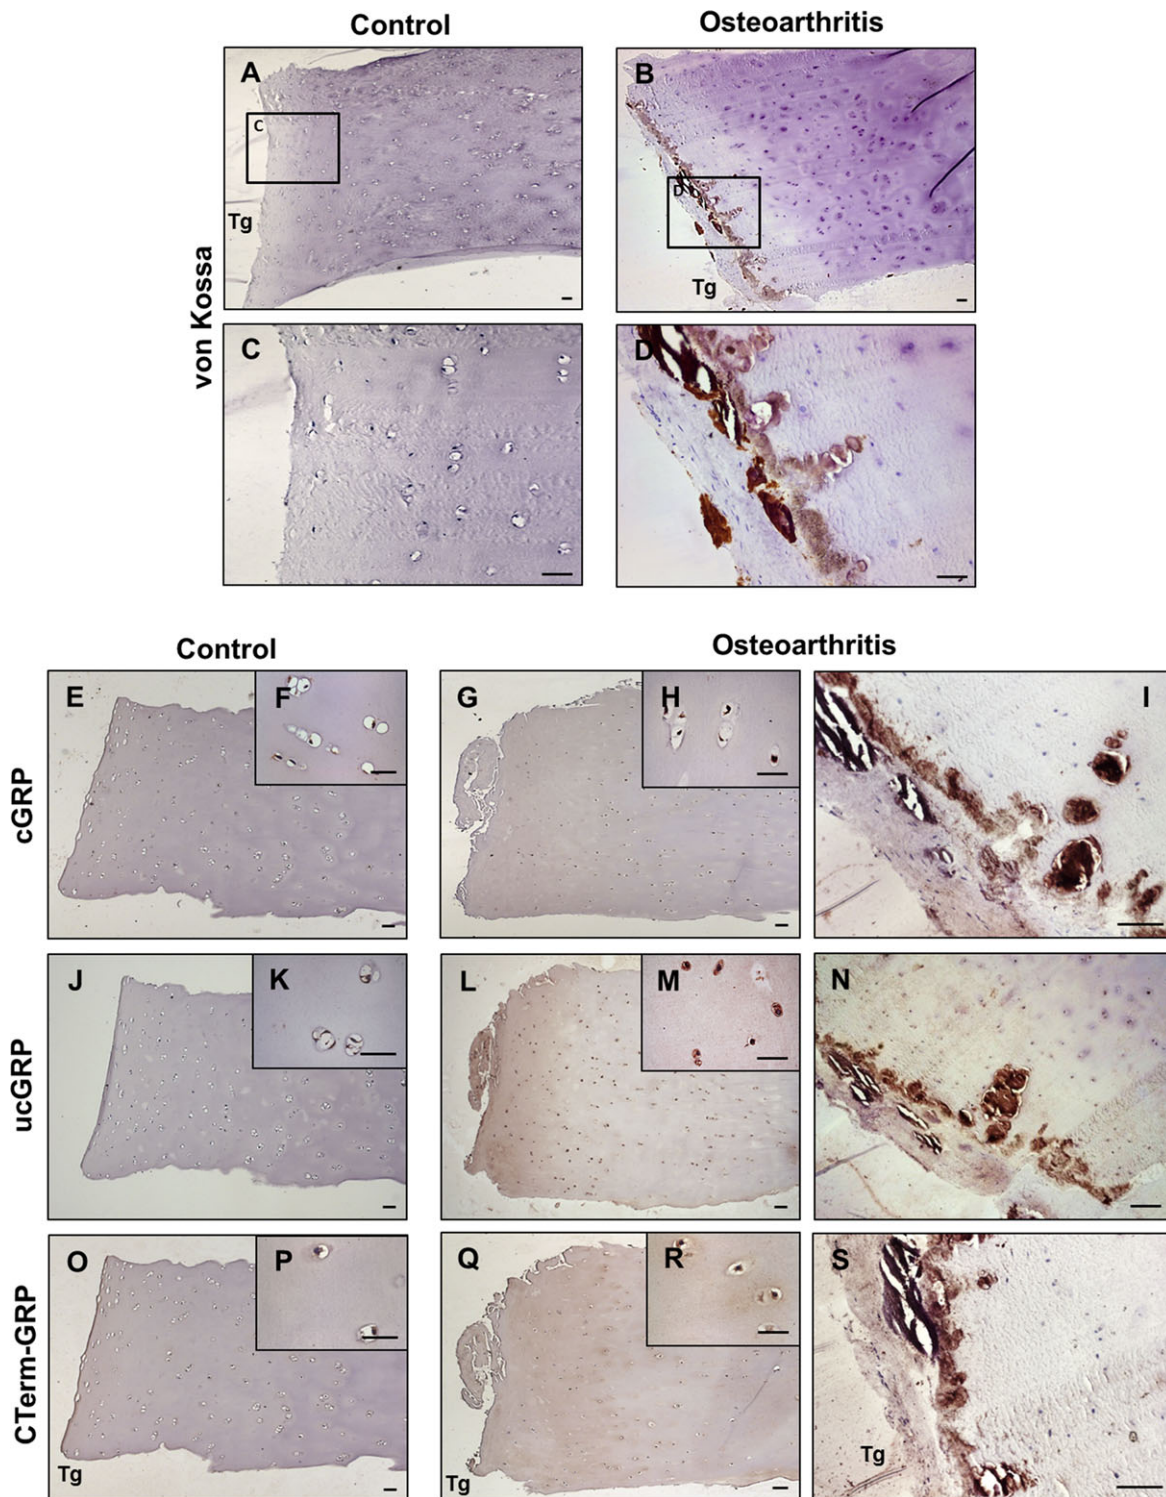 Control
Osteoarthritis
A
C
Tg
B
D
Tg
von Kossa
C
D
Control
Osteoarthritis
cGRP
E
F
G
H
I
ucGRP
J
K
L
M
N
CTerm-GRP
O
P
Tg
Q
R
Tg
S
Tg